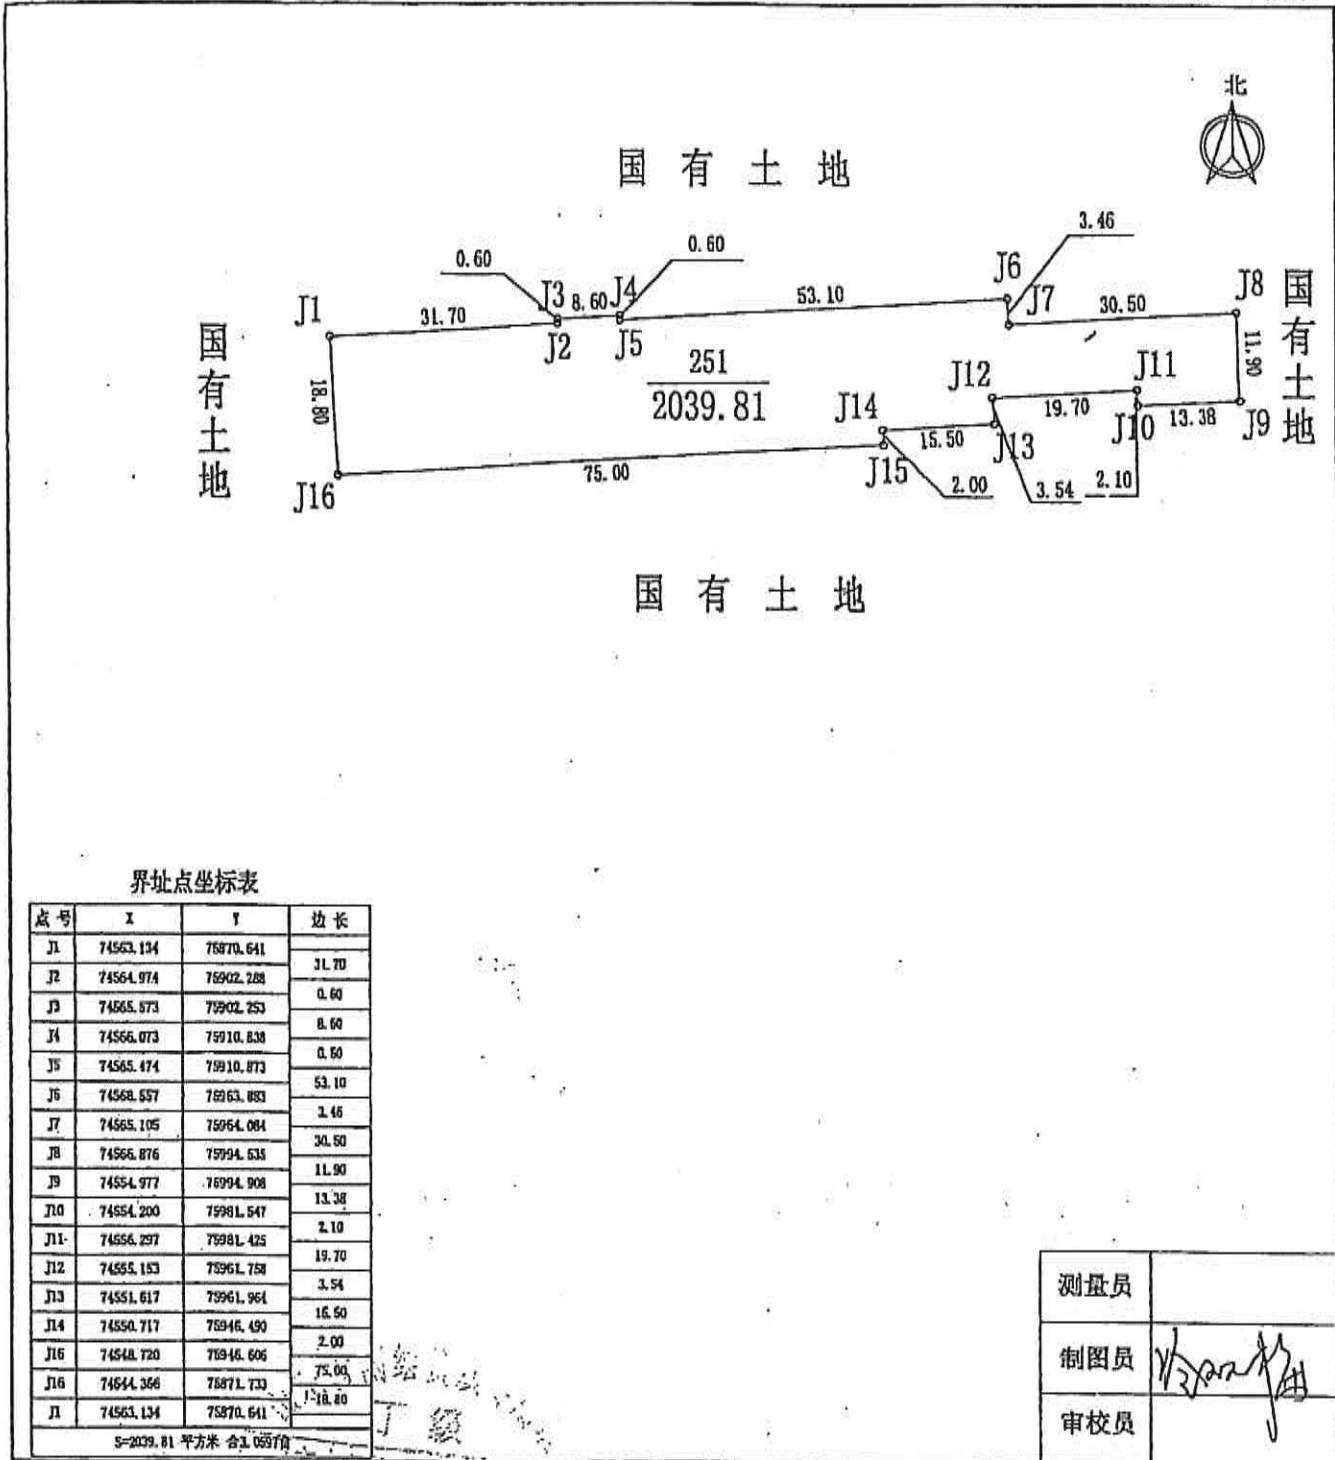 北
国有土地
3.46
0.60
0.60
J6
J3
8.60
J4
53.10
J7
J8
30.50
J1
31.70
J2
J5
国有土地
国有土地
18.80
251
2039.81
11.90
J12
J11
19.70
J14
J10
13.38
J9
15.50
J13
J16
75.00
J15
2.00
3.54
2.10
国有土地
界址点坐标表
点号 X Y 边长
J1 74563.134 75870.641
31.70
J2 74564.974 75902.288
0.60
J3 74565.573 75902.253
8.60
J4 74566.073 75910.838
0.60
J5 74565.474 75910.873
53.10
J6 74568.557 75963.883
3.46
J7 74565.105 75964.084
30.50
J8 74566.876 75994.535
11.90
J9 74554.977 75994.908
13.38
J10 74554.200 75981.547
2.10
J11 74556.297 75981.425
19.70
J12 74555.153 75961.758
3.54
J13 74551.617 75961.964
15.50
J14 74550.717 75946.490
2.00
J15 74548.720 75946.606
75.00
J16 74544.366 75871.733
18.80
J1 74563.134 75870.641
S=2039.81 平方米 合3.0597亩
丁级
测量员
制图员
审校员